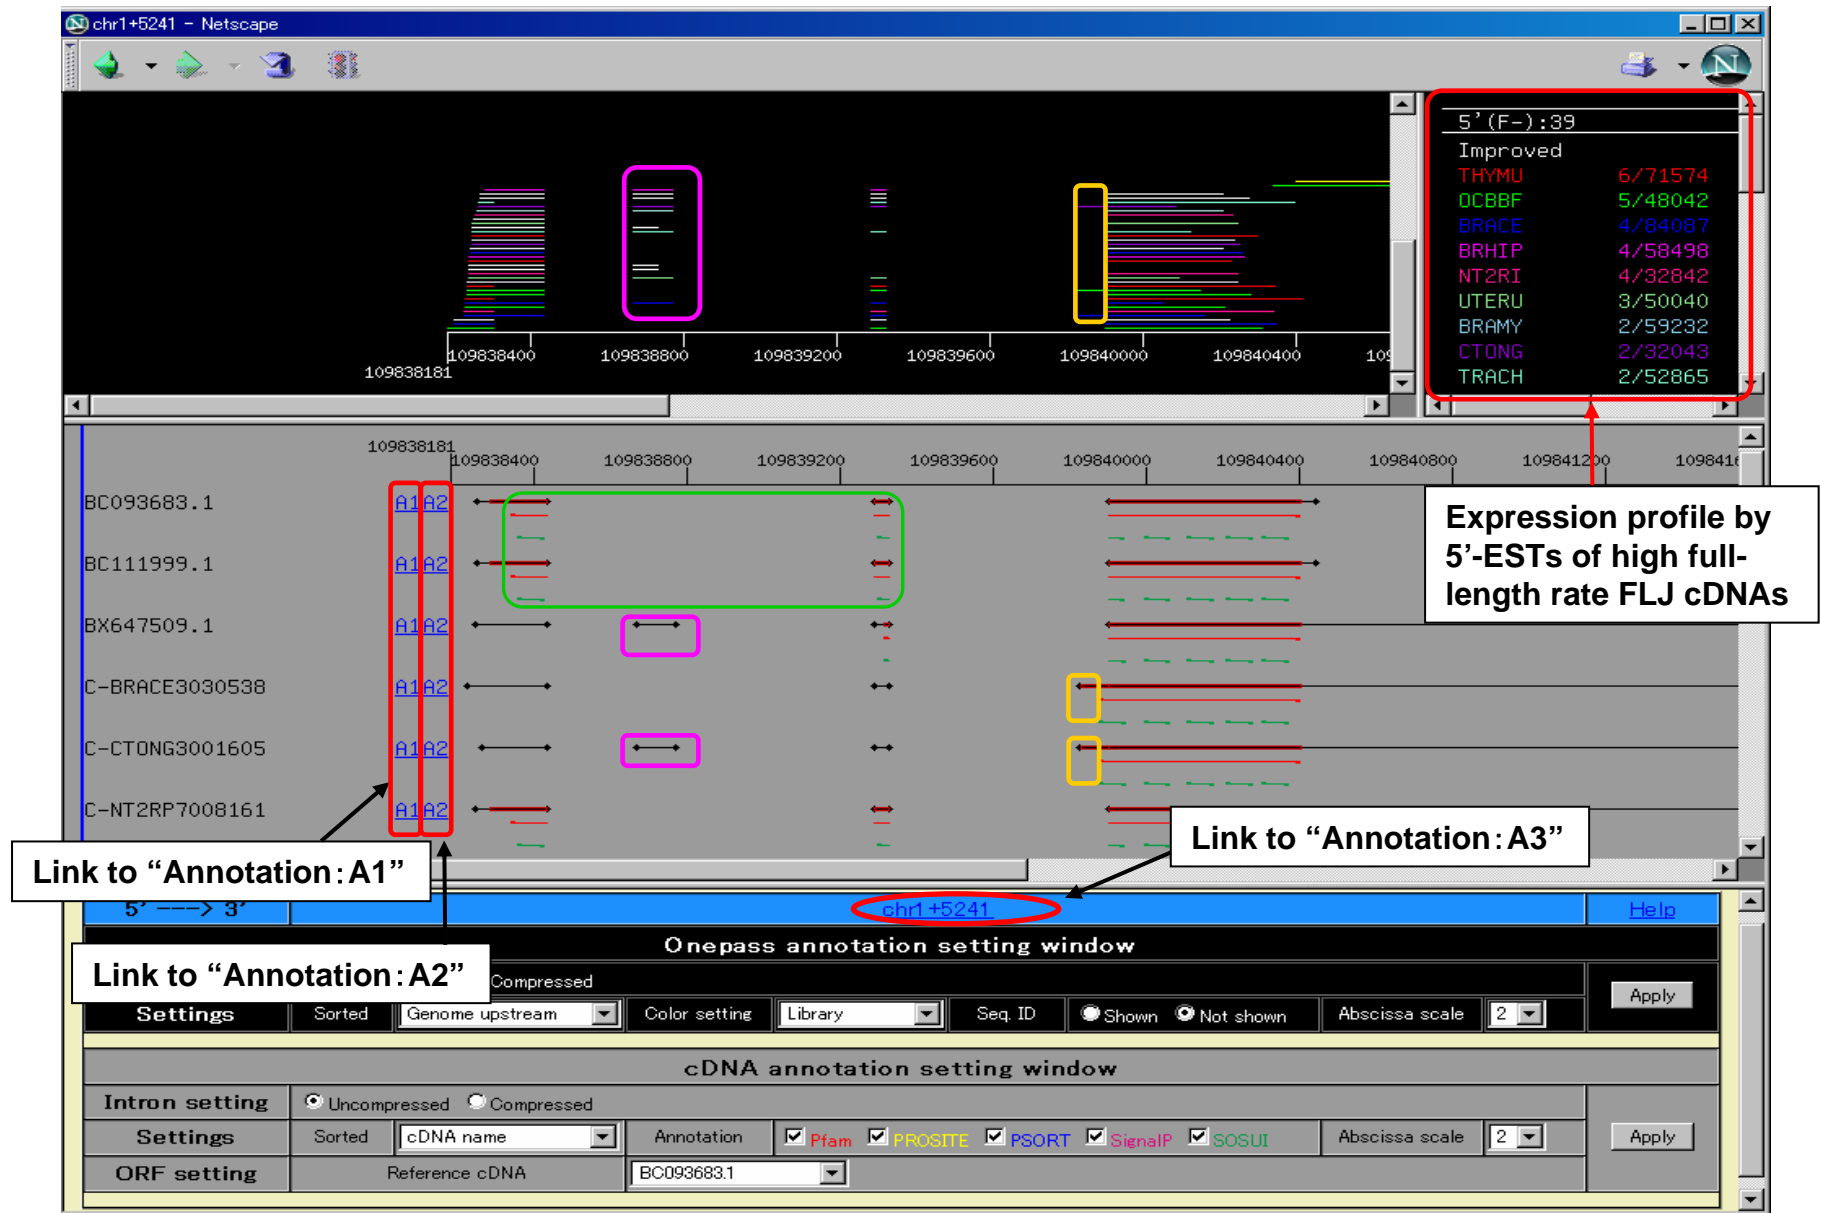 chr1+5241 - Netscape
5'(F-):39
Improved
THYMU 6/71574
OCBBF 5/48042
BRACE 4/84087
BRHIP 4/58498
NT2RI 4/32842
UTERU 3/50040
BRAMY 2/59232
CTONG 2/32043
TRACH 2/52865
109838400 109838800 109839200 109839600 109840000 109840400 109
109838181
109838181
109838400 109838800 109839200 109839600 109840000 109840400 109840800 109841200 1098416
BC093683.1 A1 A2
BC111999.1 A1 A2
BX647509.1 A1 A2
C-BRACE3030538 A1 A2
C-CTONG3001605 A1 A2
C-NT2RP7008161 A1 A2
Expression profile by
5’-ESTs of high full-
length rate FLJ cDNAs
Link to “Annotation:A3”
Link to “Annotation:A1”
Link to “Annotation:A2”
5' ---> 3' chr1+5241 Help
Onepass annotation setting window
Compressed
Settings Sorted Genome upstream Color setting Library Seq. ID Shown Not shown Abscissa scale 2 Apply
cDNA annotation setting window
Intron setting Uncompressed Compressed
Settings Sorted cDNA name Annotation Pfam PROSITE PSORT SignalP SOSUI Abscissa scale 2 Apply
ORF setting Reference cDNA BC093683.1